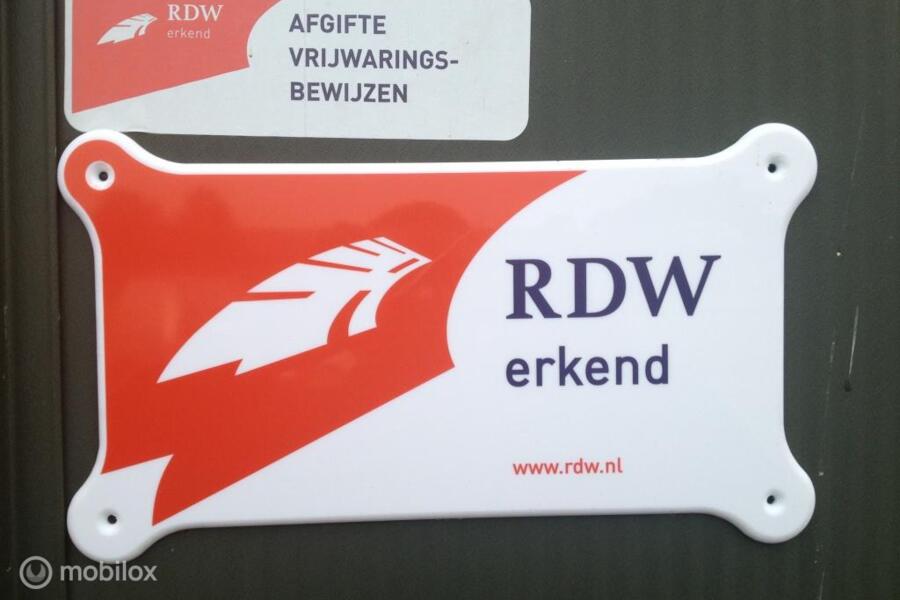 RDW
erkend
AFGIFTE
VRIJWARINGS-
BEWIJZEN
RDW
erkend
www.rdw.nl
mobilox